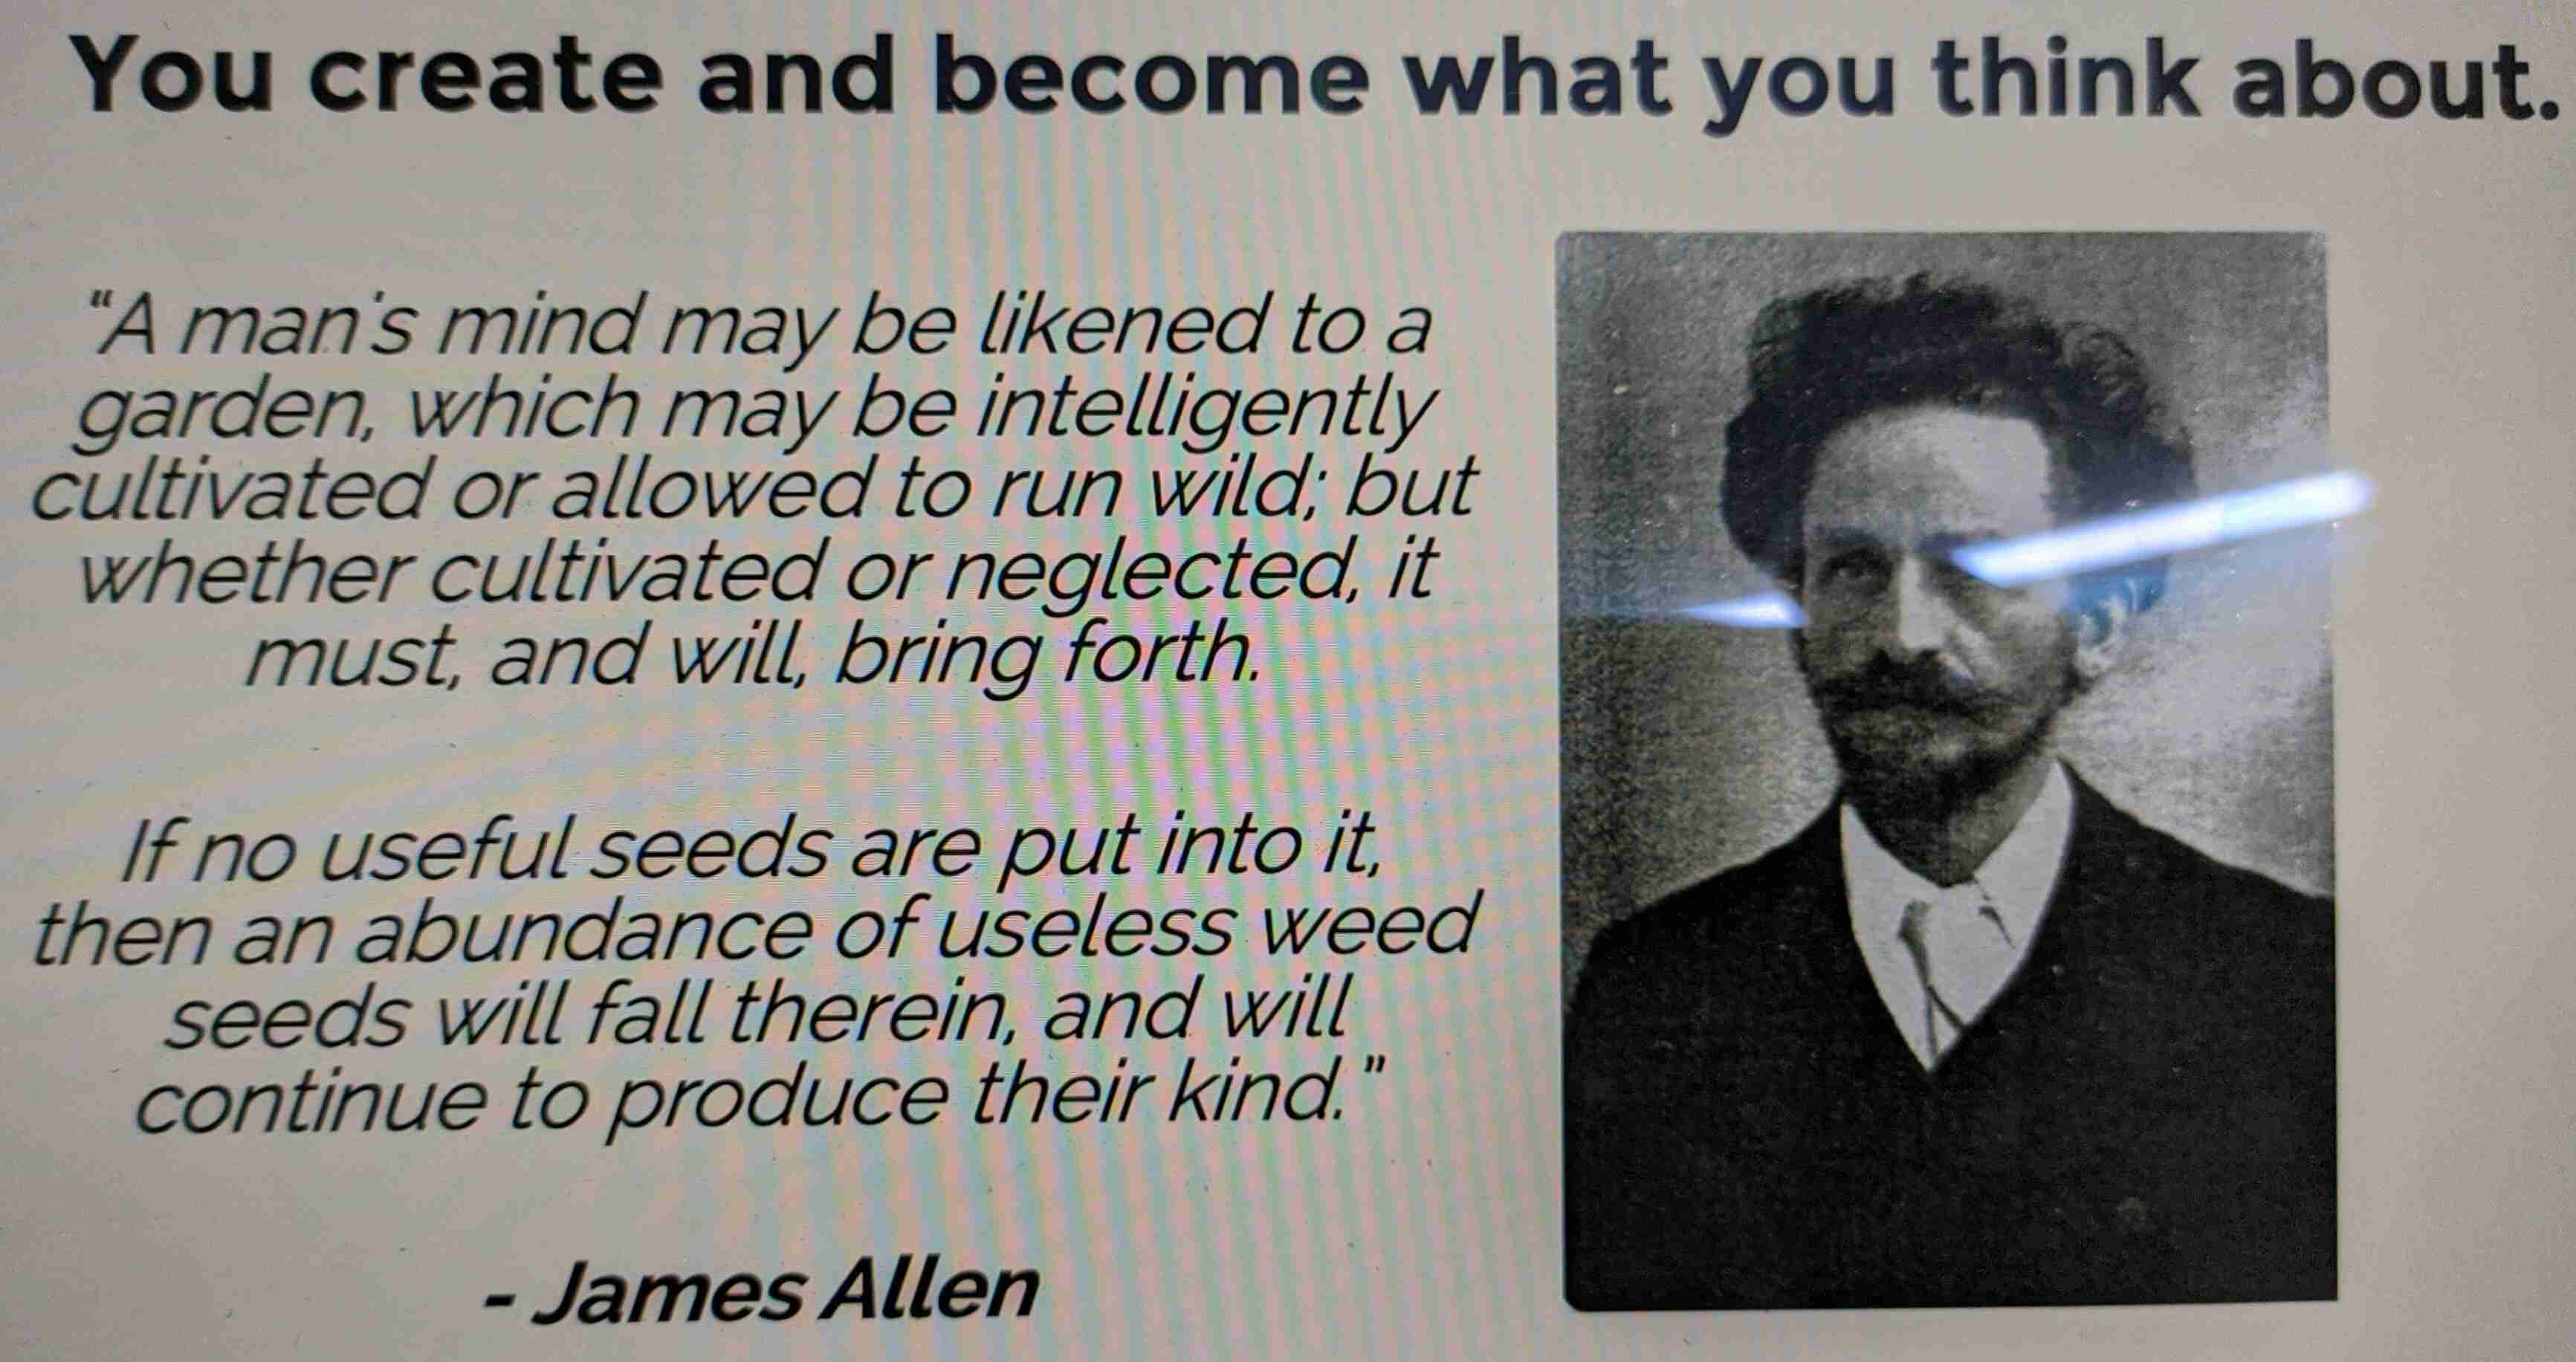 You create and become what you think about.
“A man's mind may be likened to a
garden, which may be intelligently
cultivated or allowed to run wild; but
whether cultivated or neglected, it
must, and will, bring forth.
If no useful seeds are put into it,
then an abundance of useless weed
seeds will fall therein, and will
continue to produce their kind.”
- James Allen